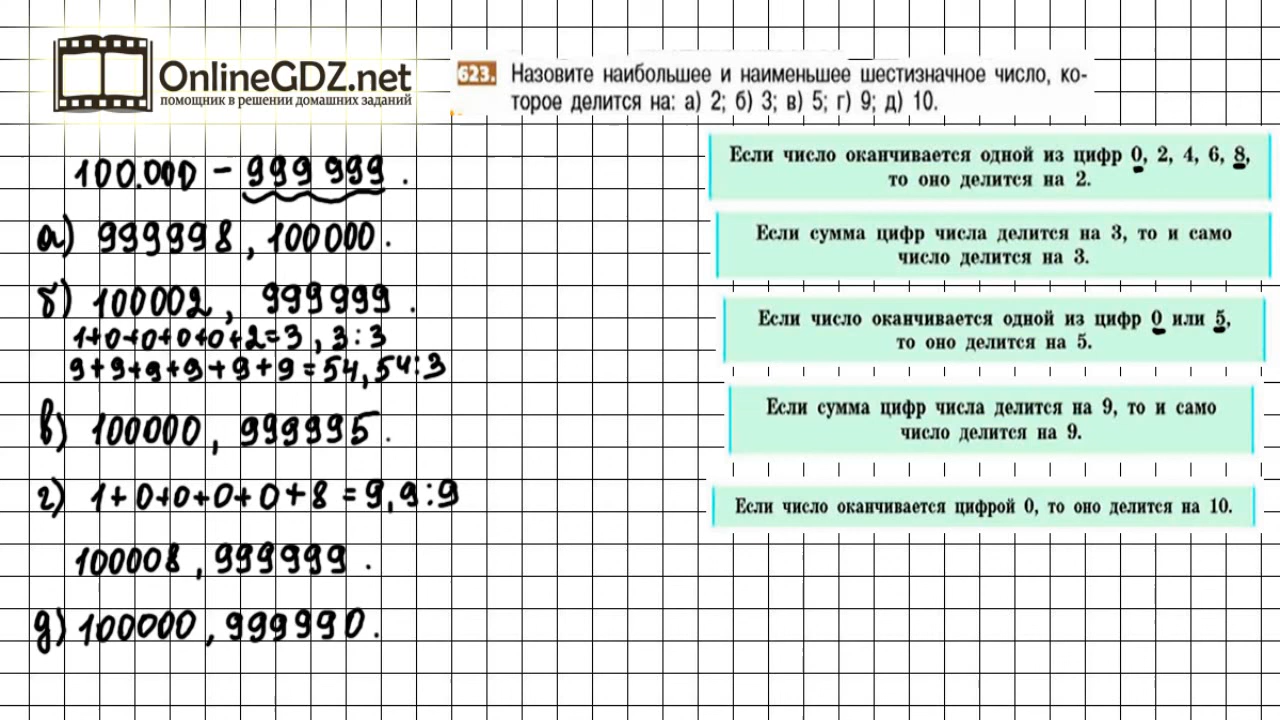 OnlineGDZ.net
помощник в решении домашних заданий
623. Назовите наибольшее и наименьшее шестизначное число, ко-
торое делится на: а) 2; б) 3; в) 5; г) 9; д) 10.
100.000 – 999 999.
а) 999998, 100000.
б) 100002, 999999.
1+0+0+0+0+2=3, 3:3
9+9+9+9+9+9=54, 54:3
в) 100000, 999995.
г) 1+0+0+0+0+8=9, 9:9
100008, 999999.
д) 100000, 999990.
Если число оканчивается одной из цифр 0, 2, 4, 6, 8,
то оно делится на 2.
Если сумма цифр числа делится на 3, то и само
число делится на 3.
Если число оканчивается одной из цифр 0 или 5,
то оно делится на 5.
Если сумма цифр числа делится на 9, то и само
число делится на 9.
Если число оканчивается цифрой 0, то оно делится на 10.